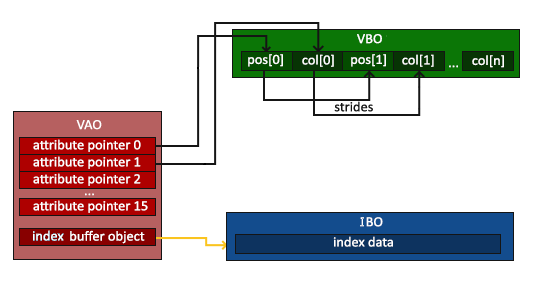 VBO
pos[0] col[0] pos[1] col[1] ... col[n]
strides
VAO
attribute pointer 0
attribute pointer 1
attribute pointer 2
...
attribute pointer 15
index buffer object
IBO
index data